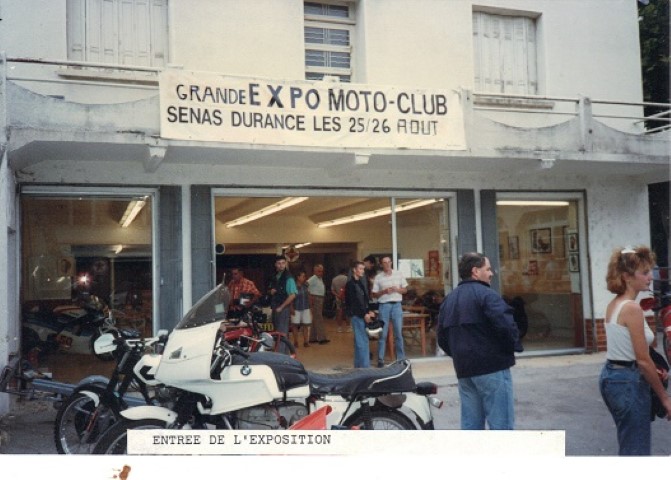 GRANDE EXPO MOTO-CLUB
SENAS DURANCE LES 25/26 AOUT
ENTREE DE L'EXPOSITION